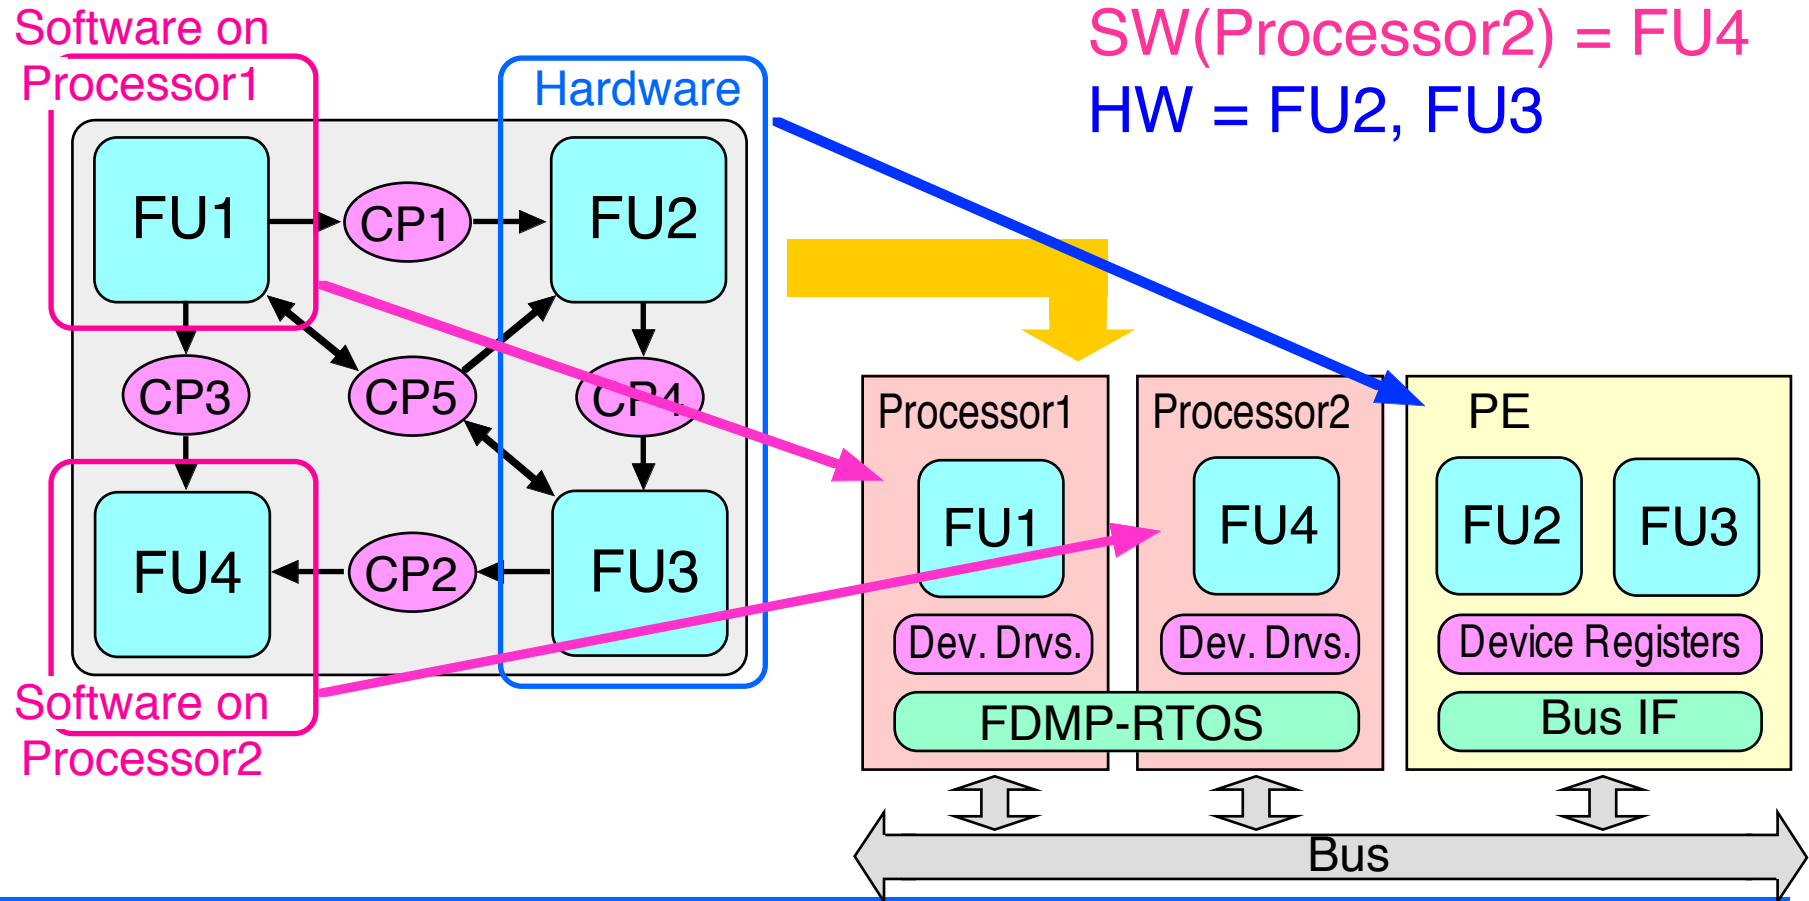 Software on
Processor1
Hardware
SW(Processor2) = FU4
HW = FU2, FU3
FU1
CP1
FU2
CP3
CP5
CP4
FU4
CP2
FU3
Software on
Processor2
Processor1
Processor2
PE
FU1
FU4
FU2
FU3
Dev. Drvs.
Dev. Drvs.
Device Registers
FDMP-RTOS
Bus IF
Bus